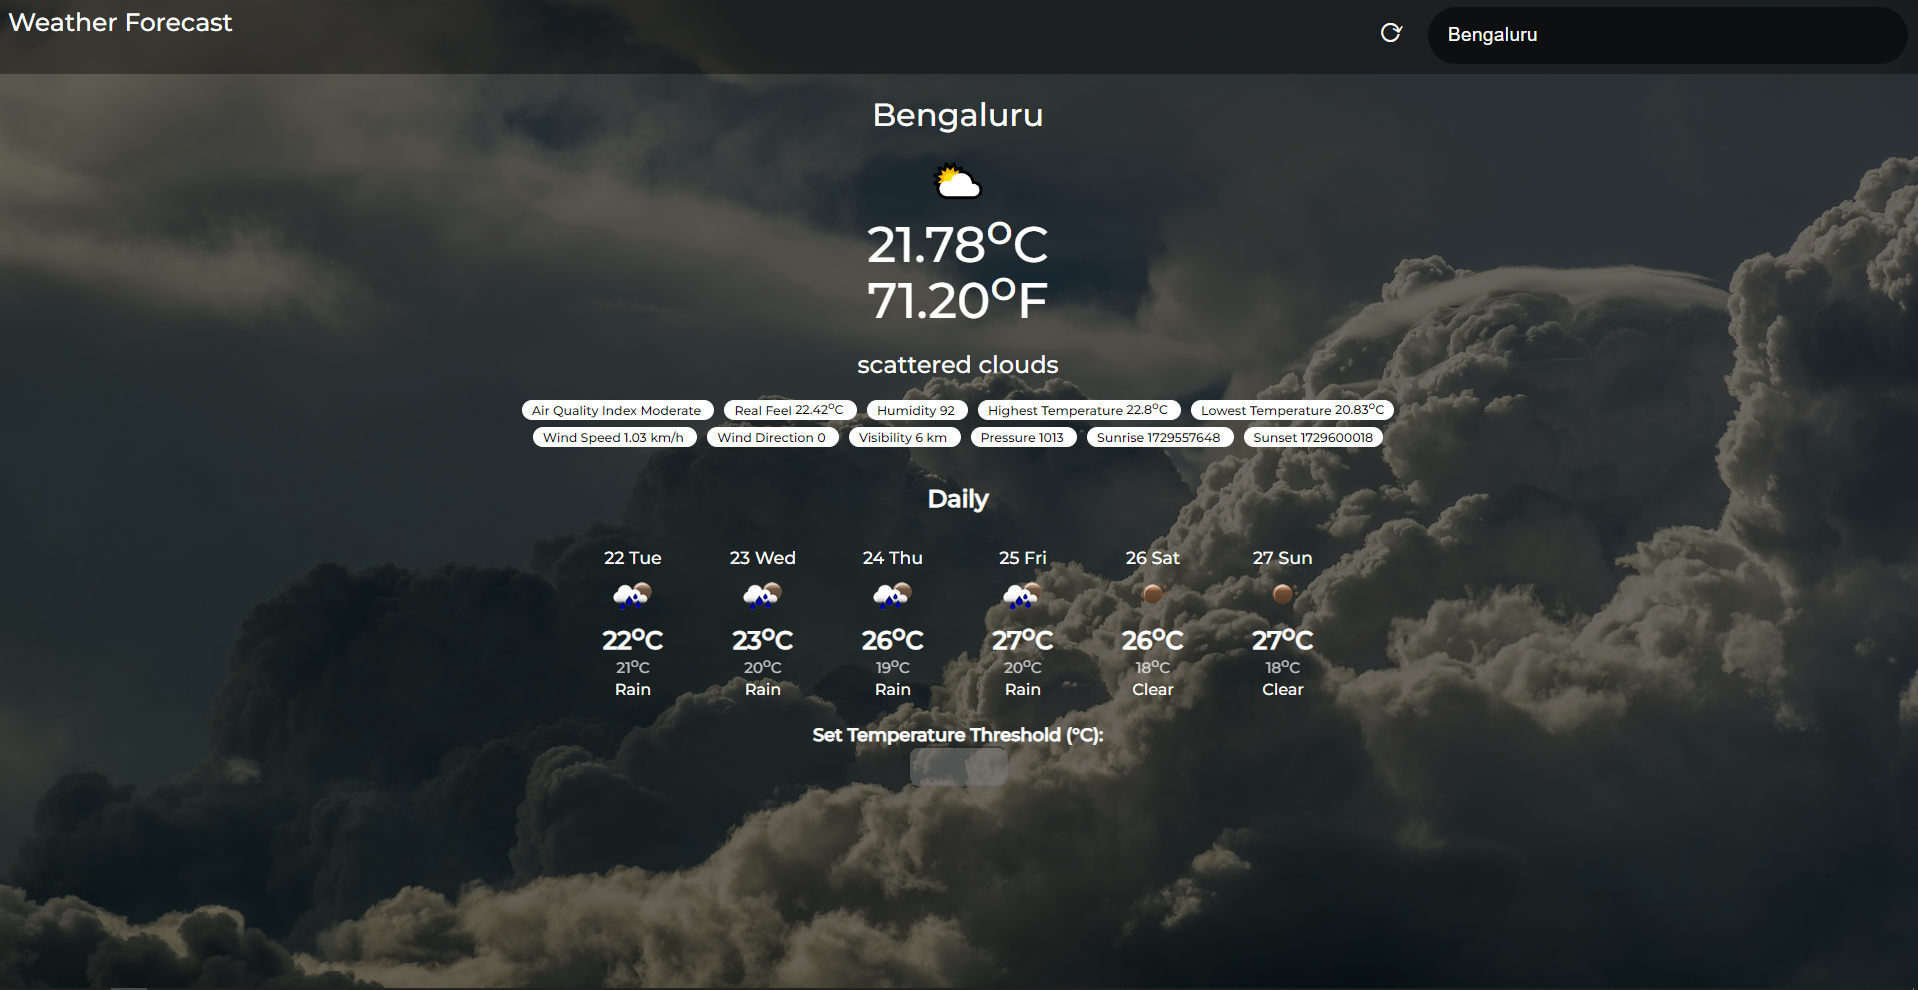 Weather Forecast
Bengaluru
Bengaluru
21.78°C
71.20°F
scattered clouds
Air Quality Index Moderate Real Feel 22.42°C Humidity 92 Highest Temperature 22.8°C Lowest Temperature 20.83°C
Wind Speed 1.03 km/h Wind Direction 0 Visibility 6 km Pressure 1013 Sunrise 1729557648 Sunset 1729600018
Daily
22 Tue 23 Wed 24 Thu 25 Fri 26 Sat 27 Sun
22°C 23°C 26°C 27°C 26°C 27°C
21°C 20°C 19°C 20°C 18°C 18°C
Rain Rain Rain Rain Clear Clear
Set Temperature Threshold (°C):